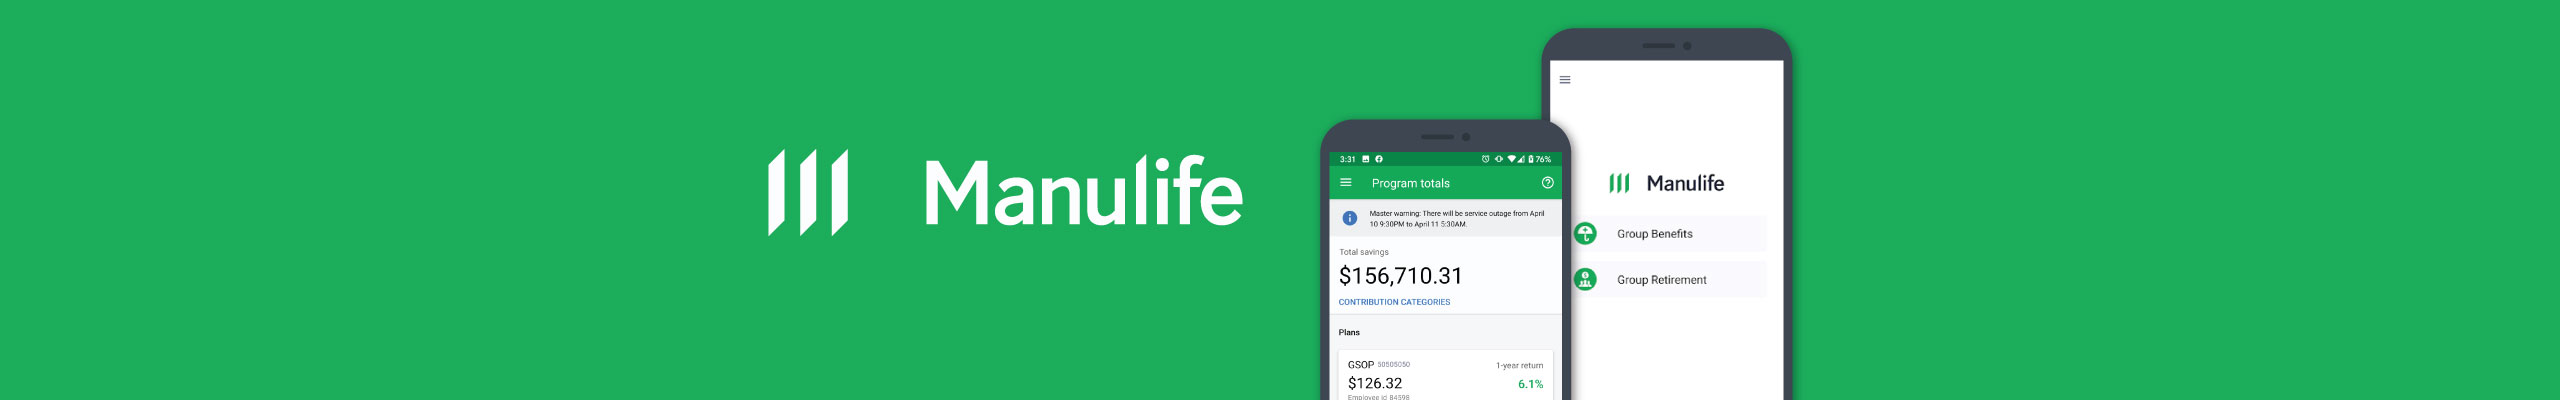 Manulife
3:31
76%
Program totals
Master warning: There will be service outage from April
10 9:30PM to April 11 5:30AM.
Total savings
$156,710.31
CONTRIBUTION CATEGORIES
Plans
GSOP 50505050
1-year return
$126.32
6.1%
Employee id 84598
Manulife
Group Benefits
Group Retirement